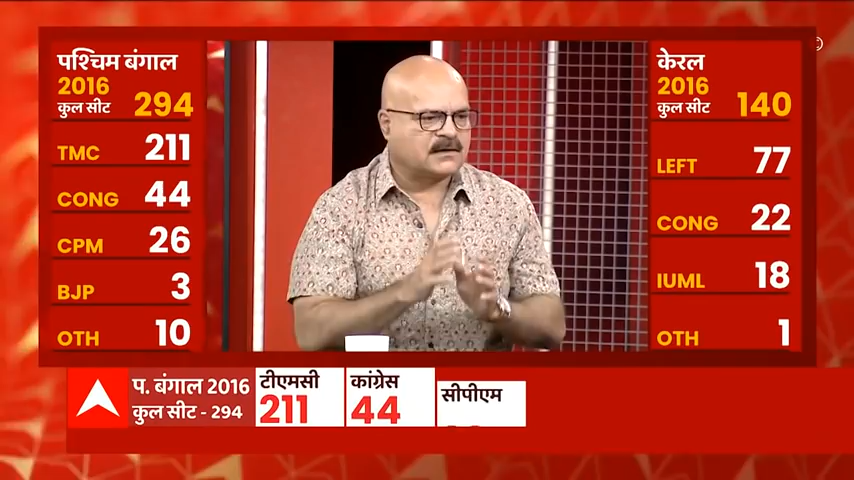 पश्चिम बंगाल
2016
कुल सीट 294
TMC 211
CONG 44
CPM 26
BJP 3
OTH 10
केरल
2016
कुल सीट 140
LEFT 77
CONG 22
IUML 18
OTH 1
©
प. बंगाल 2016
कुल सीट - 294
टीएमसी
211
कांग्रेस
44
सीपीएम